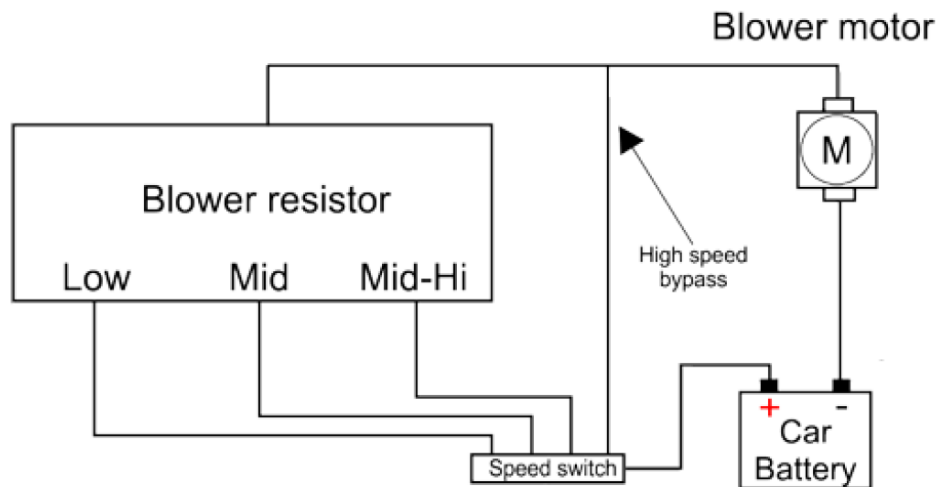 Blower motor
M
Blower resistor
High speed
bypass
Low Mid Mid-Hi
+ -
Car
Battery
Speed switch